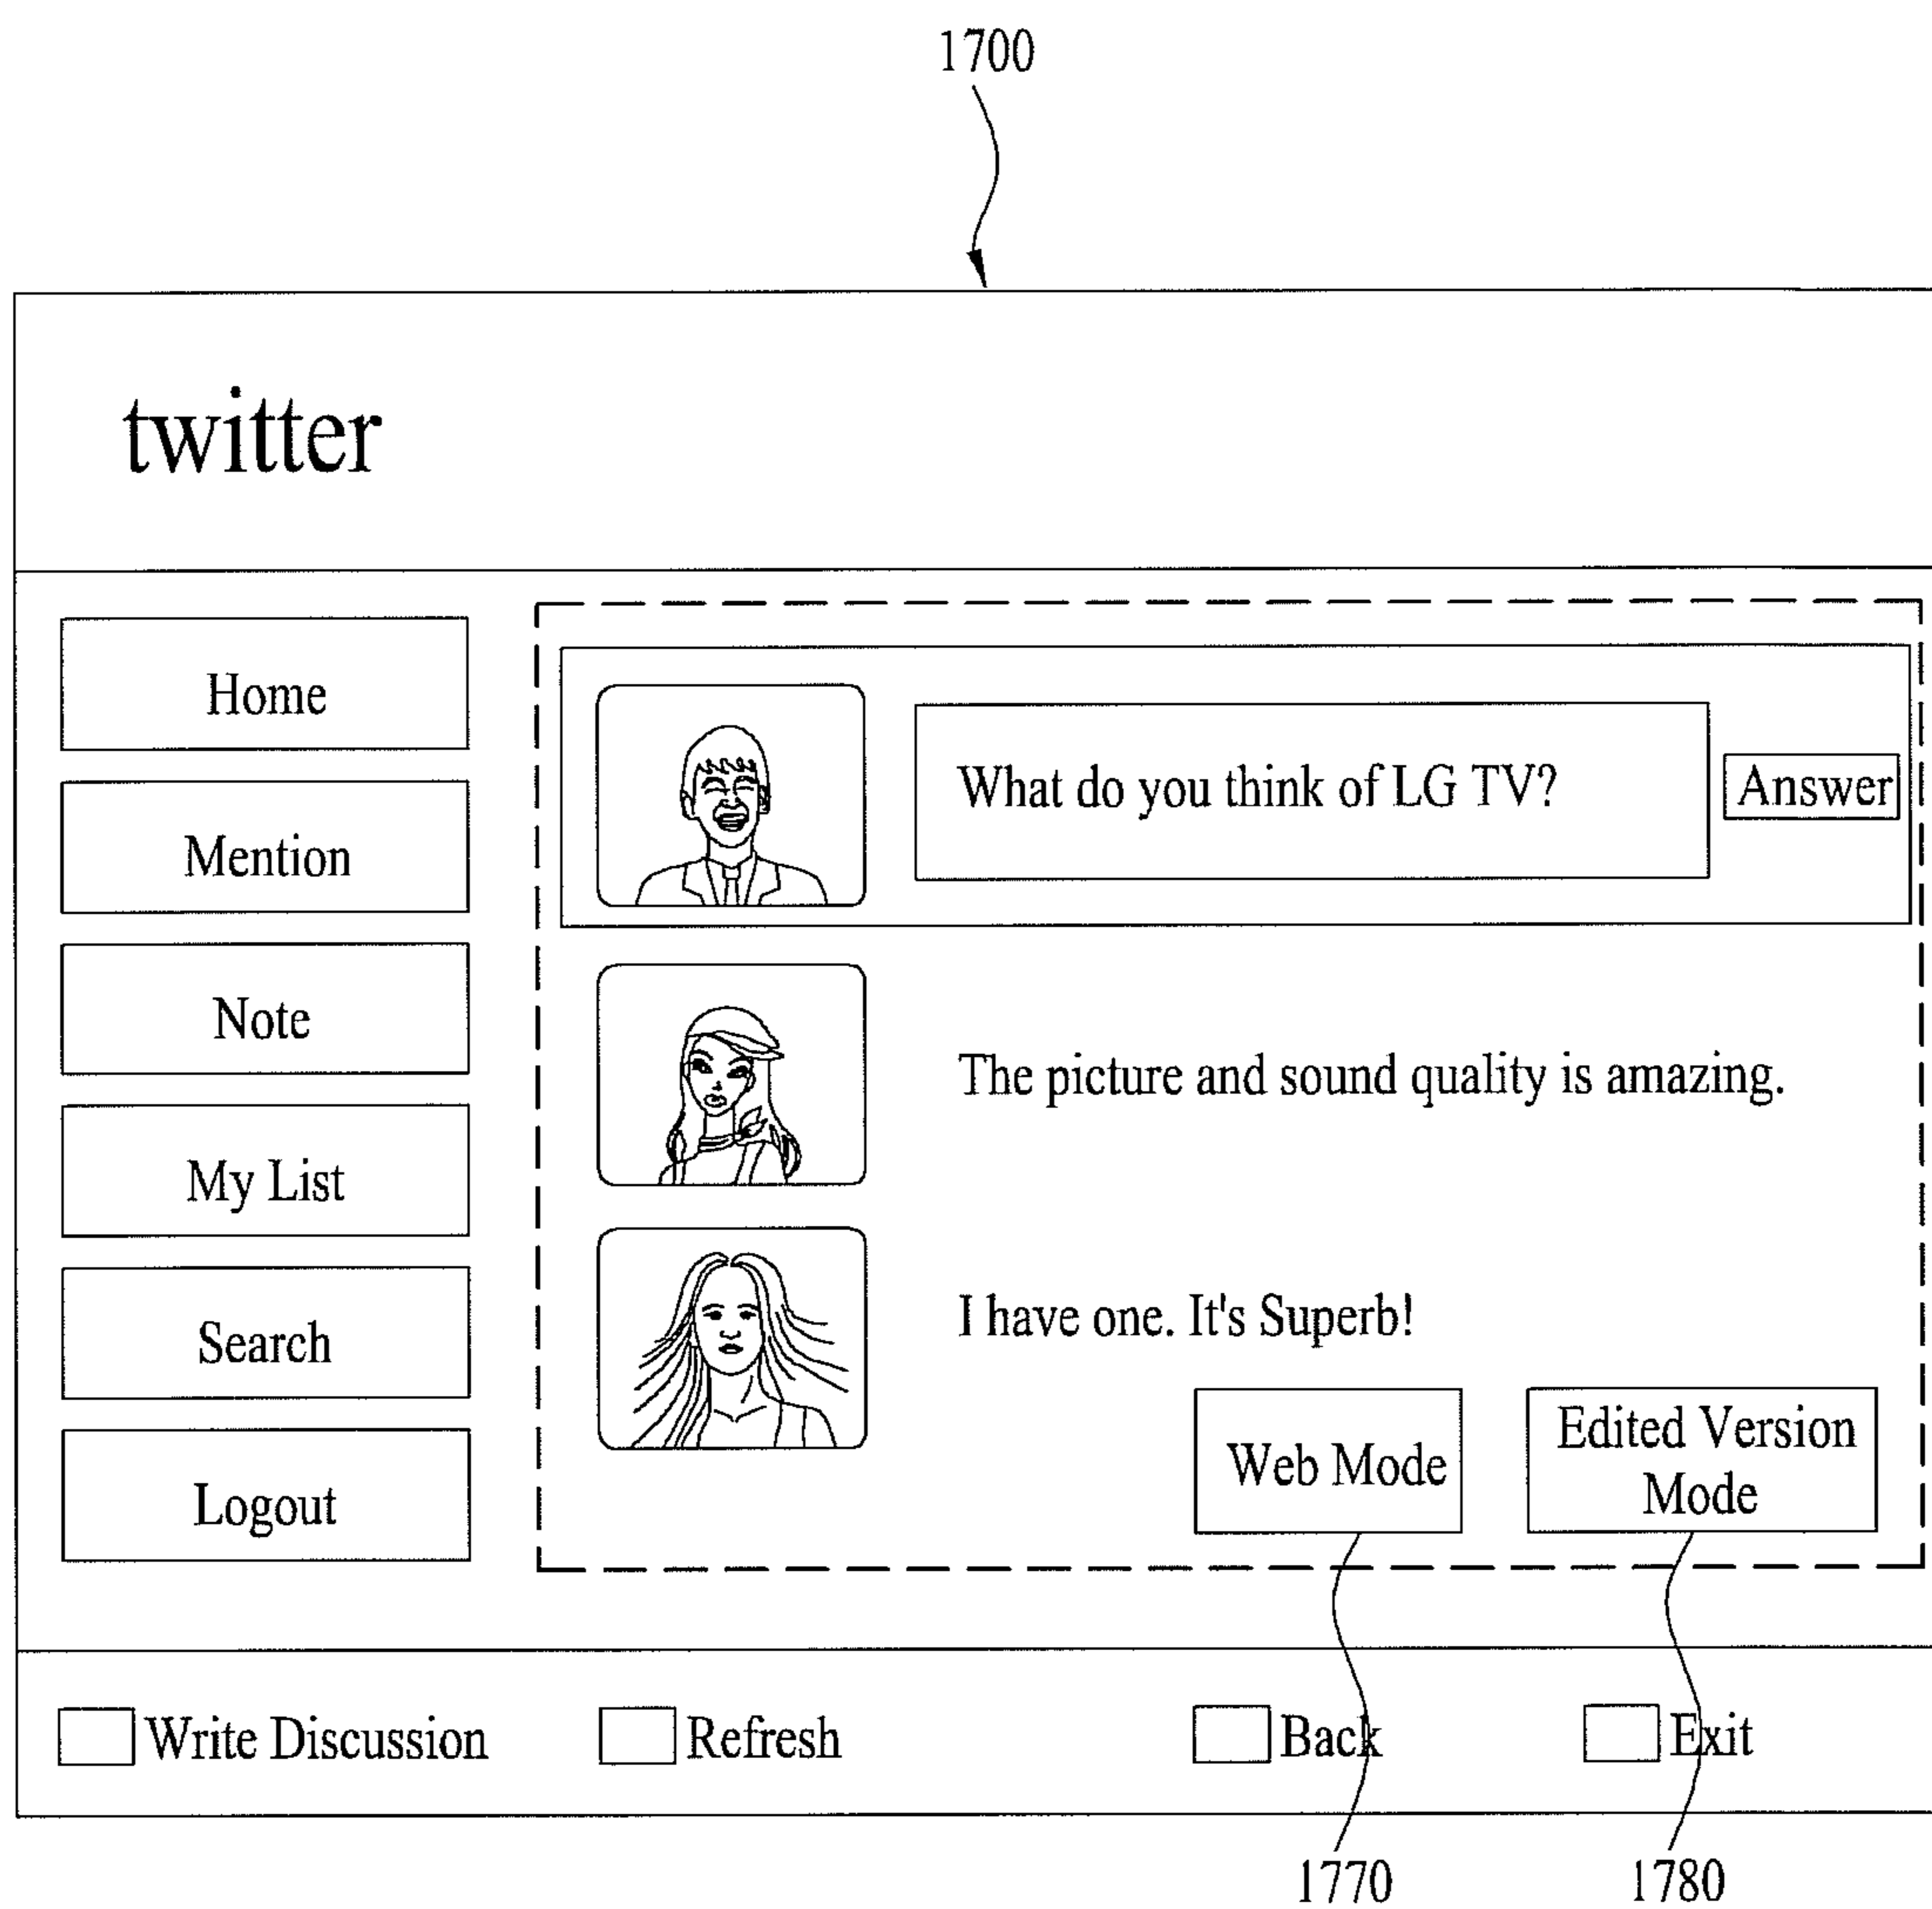 1700
twitter
Home
Mention
Note
My List
Search
Logout
What do you think of LG TV?
Answer
The picture and sound quality is amazing.
I have one. It's Superb!
Web Mode
Edited Version
Mode
Write Discussion
Refresh
Back
Exit
1770
1780